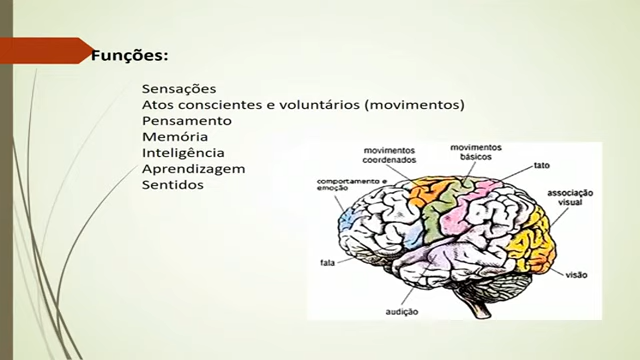 Funções:
Sensações
Atos conscientes e voluntários (movimentos)
Pensamento
Memória
Inteligência
Aprendizagem
Sentidos
movimentos
coordenados
movimentos
básicos
tato
comportamento e
emoção
associação
visual
fala
visão
audição